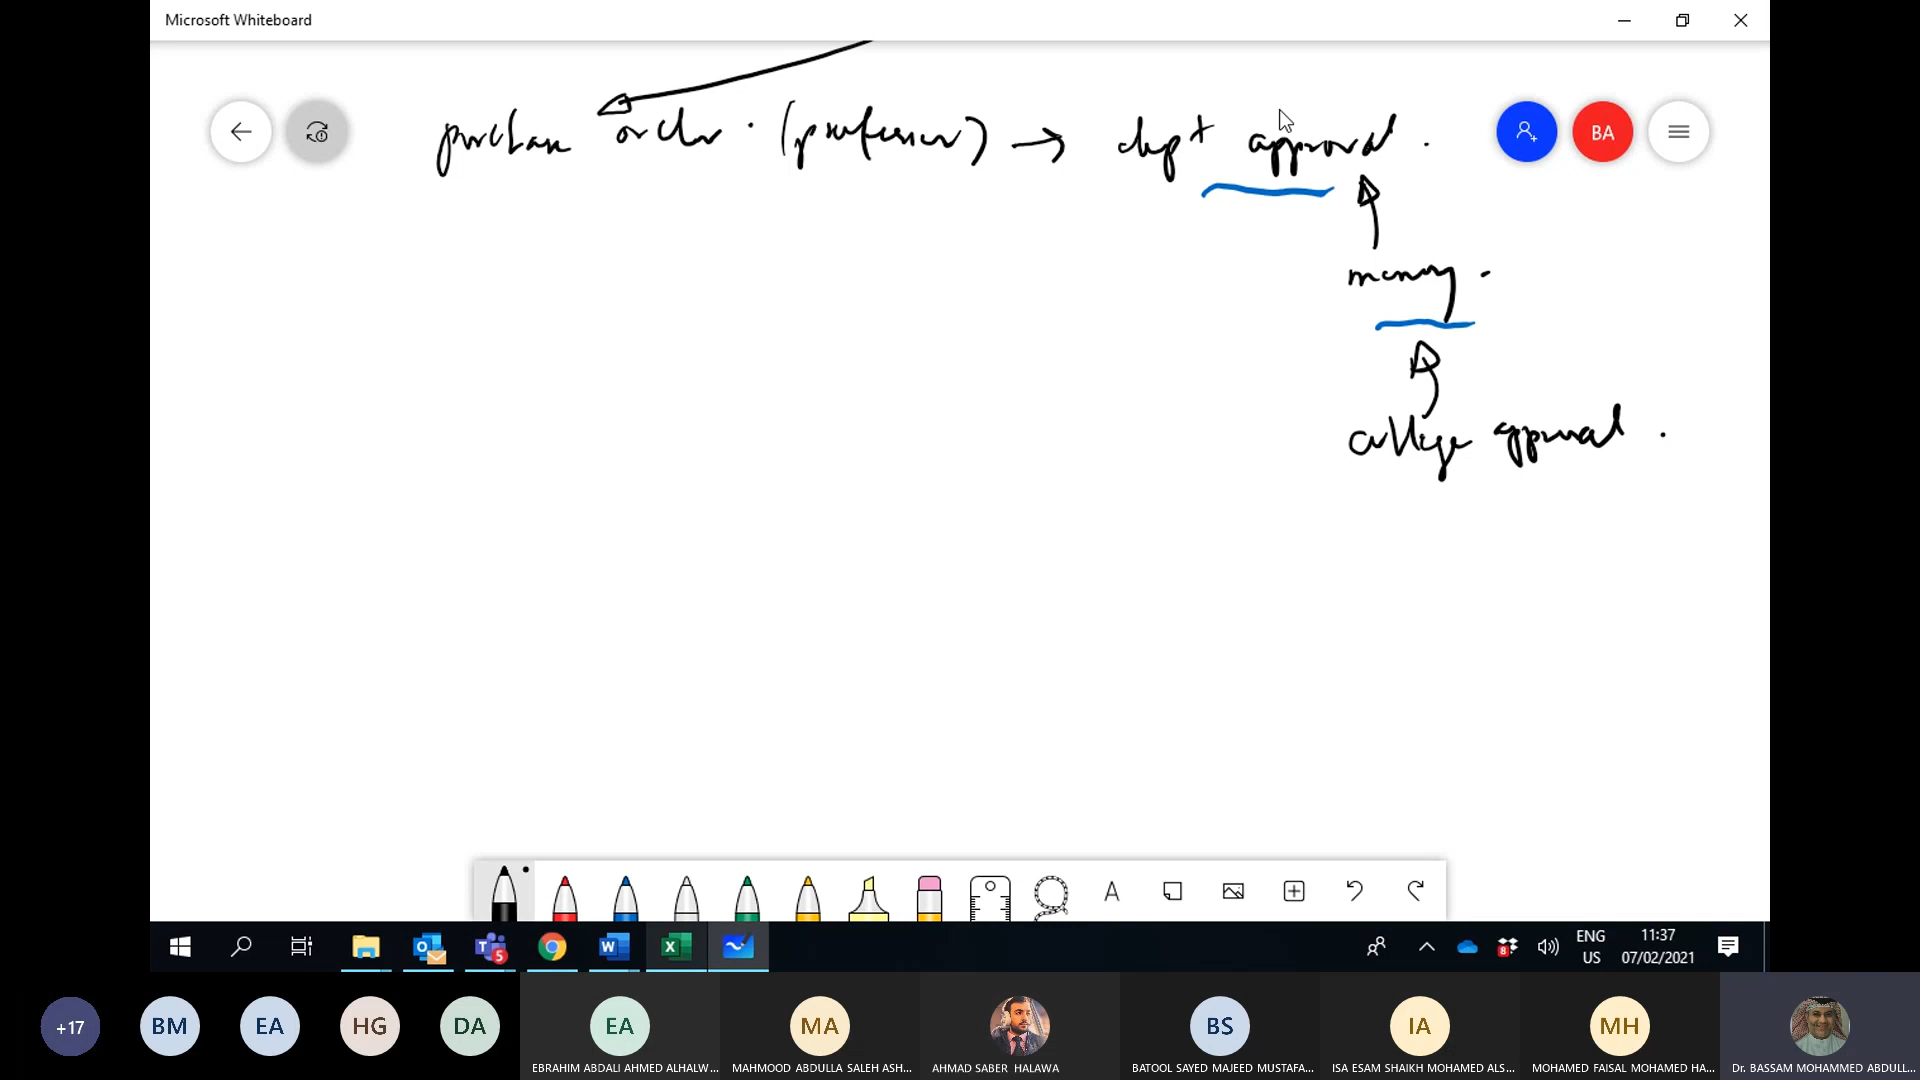 Microsoft Whiteboard
purchase order . (professor) → dept approval .
BA
money .
college approval .
A
5
8
ENG
US
11:37
07/02/2021
+17
BM
EA
HG
DA
EA
MA
BS
IA
MH
EBRAHIM ABDALI AHMED ALHALW...
MAHMOOD ABDULLA SALEH ASH...
AHMAD SABER HALAWA
BATOOL SAYED MAJEED MUSTAFA...
ISA ESAM SHAIKH MOHAMED ALS...
MOHAMED FAISAL MOHAMED HA...
Dr. BASSAM MOHAMMED ABDULL...